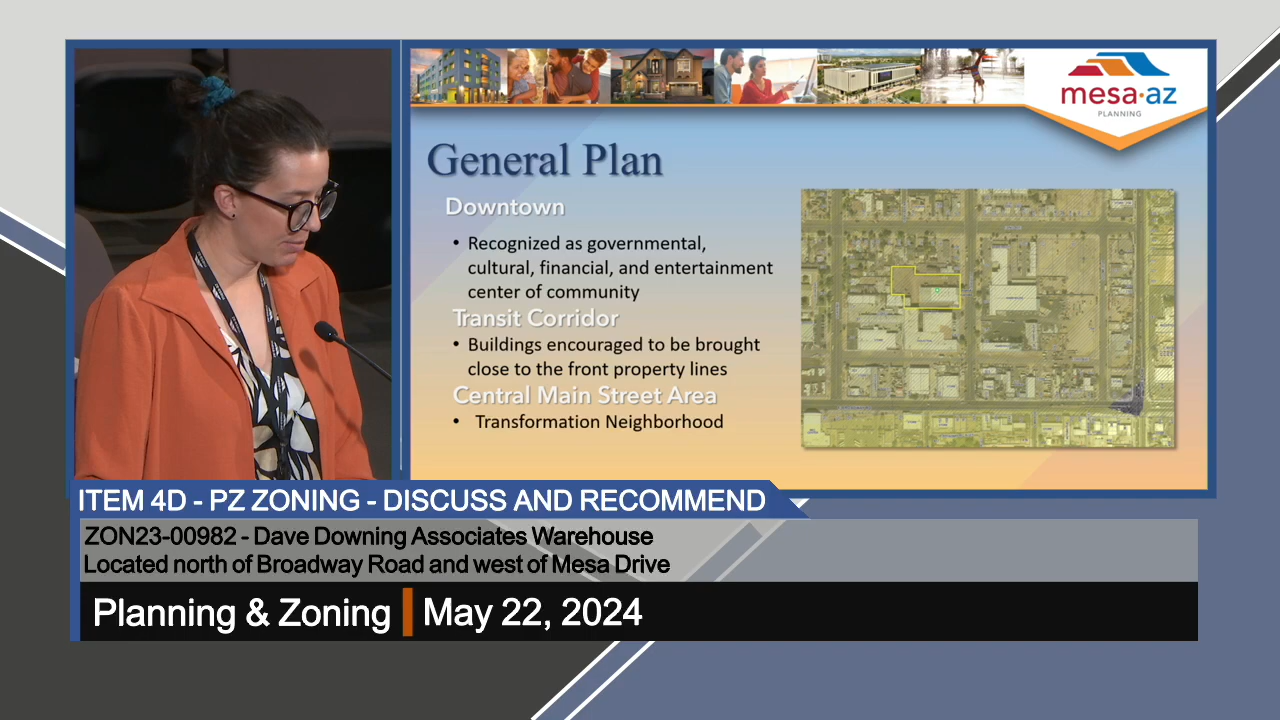 mesa·az
PLANNING
General Plan
Downtown
• Recognized as governmental,
cultural, financial, and entertainment
center of community
Transit Corridor
• Buildings encouraged to be brought
close to the front property lines
Central Main Street Area
• Transformation Neighborhood
ITEM 4D - PZ ZONING - DISCUSS AND RECOMMEND
ZON23-00982 - Dave Downing Associates Warehouse
Located north of Broadway Road and west of Mesa Drive
Planning & Zoning
May 22, 2024